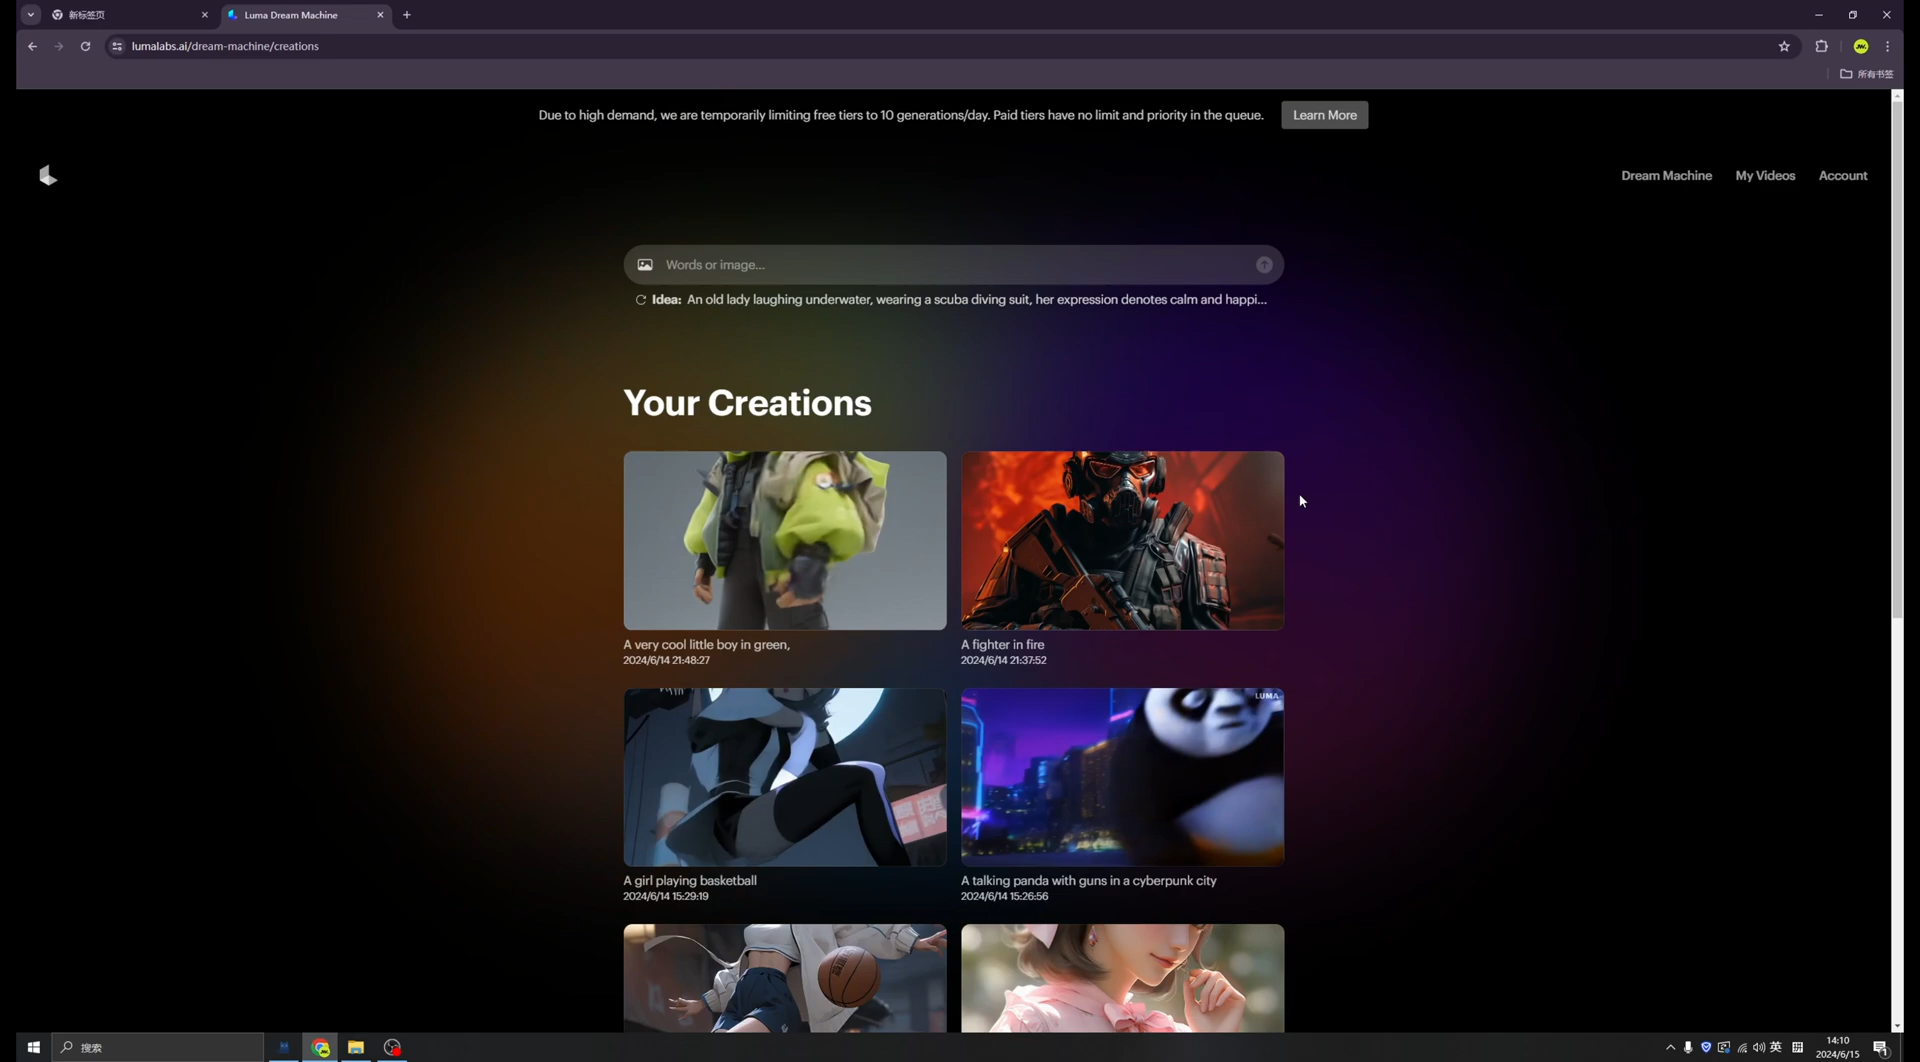 新标签页
Luma Dream Machine
lumalabs.ai/dream-machine/creations
所有书签
Due to high demand, we are temporarily limiting free tiers to 10 generations/day. Paid tiers have no limit and priority in the queue.
Learn More
Dream Machine
My Videos
Account
Words or image...
Idea: An old lady laughing underwater, wearing a scuba diving suit, her expression denotes calm and happi...
Your Creations
A very cool little boy in green,
2024/6/14 21:48:27
A fighter in fire
2024/6/14 21:37:52
LUMA
A girl playing basketball
2024/6/14 15:29:19
A talking panda with guns in a cyberpunk city
2024/6/14 15:26:56
搜索
英
拼
14:10
2024/6/15
1